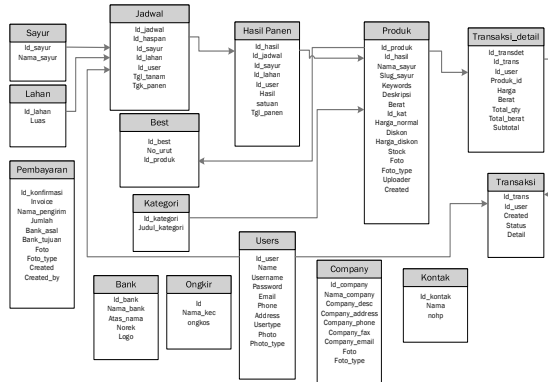 Sayur
Id_sayur
Nama_sayur
Lahan
Id_lahan
Luas
Jadwal
Id_jadwal
Id_haspan
Id_sayur
Id_lahan
Id_user
Tgl_tanam
Tgk_panen
Hasil Panen
Id_hasil
Id_jadwal
Id_sayur
Id_lahan
Id_user
Hasil
satuan
Tgl_panen
Produk
Id_produk
Id_hasil
Nama_sayur
Slug_sayur
Keywords
Deskripsi
Berat
Id_kat
Harga_normal
Diskon
Harga_diskon
Stock
Foto
Foto_type
Uploader
Created
Transaksi_detail
Id_transdet
Id_trans
Id_user
Produk_id
Harga
Berat
Total_qty
Total_berat
Subtotal
Best
Id_best
No_urut
Id_produk
Pembayaran
Id_konfirmasi
Invoice
Nama_pengirim
Jumlah
Bank_asal
Bank_tujuan
Foto
Foto_type
Created
Created_by
Kategori
Id_kategori
Judul_kategori
Transaksi
Id_trans
Id_user
Created
Status
Detail
Bank
Id_bank
Nama_bank
Atas_nama
Norek
Logo
Ongkir
Id
Nama_kec
ongkos
Users
Id_user
Name
Username
Password
Email
Phone
Address
Usertype
Photo
Photo_type
Company
Id_company
Nama_company
Company_desc
Company_address
Company_phone
Company_fax
Company_email
Foto
Foto_type
Kontak
Id_kontak
Nama
nohp